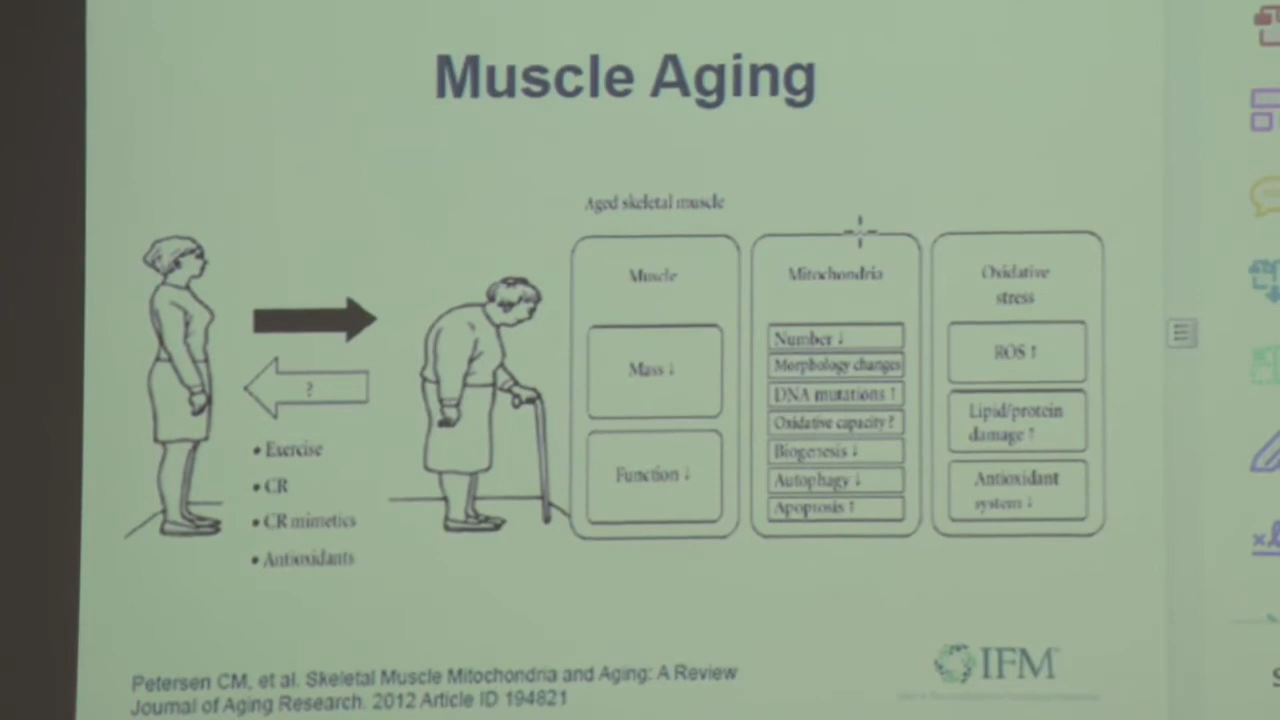 Muscle Aging
Aged skeletal muscle
Muscle
Mass ↓
Function ↓
Mitochondria
Number ↓
Morphology changes
DNA mutations ↑
Oxidative capacity ?
Biogenesis ↓
Autophagy ↓
Apoptosis ↑
Oxidative
stress
ROS ↑
Lipid/protein
damage ↑
Antioxidant
system ↓
?
• Exercise
• CR
• CR mimetics
• Antioxidants
Petersen CM, et al. Skeletal Muscle Mitochondria and Aging: A Review
Journal of Aging Research. 2012 Article ID 194821
IFM